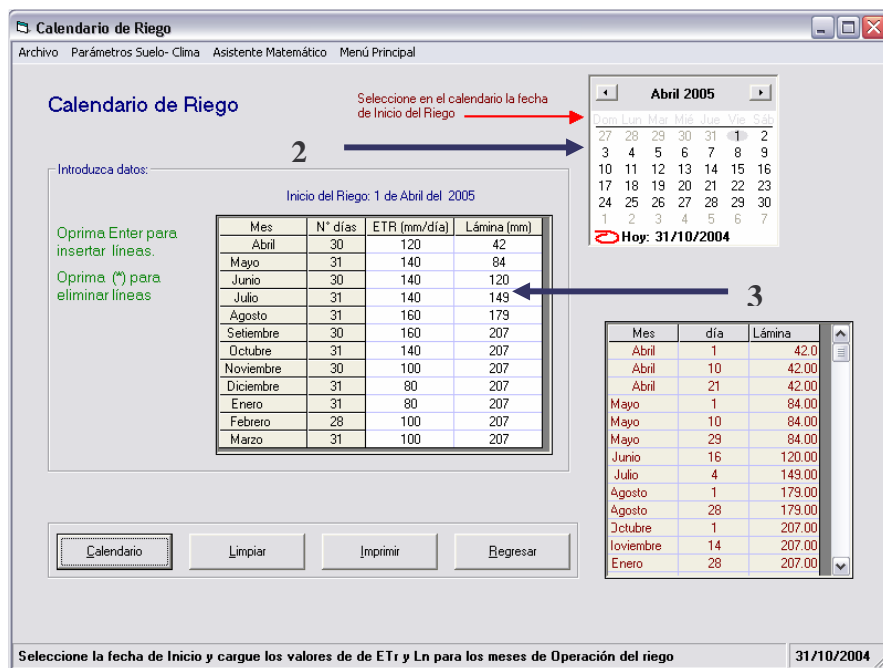 Calendario de Riego
Archivo Parámetros Suelo- Clima Asistente Matemático Menú Principal
Calendario de Riego
Seleccione en el calendario la fecha
de Inicio del Riego
Abril 2005
Dom Lun Mar Mié Jue Vie Sáb
27 28 29 30 31 1 2
3 4 5 6 7 8 9
10 11 12 13 14 15 16
17 18 19 20 21 22 23
24 25 26 27 28 29 30
1 2 3 4 5 6 7
Hoy: 31/10/2004
2
Introduzca datos:
Inicio del Riego: 1 de Abril del 2005
Oprima Enter para
insertar líneas.
Oprima (*) para
eliminar líneas
Mes N° días ETR (mm/día) Lámina (mm)
Abril 30 120 42
Mayo 31 140 84
Junio 30 140 120
Julio 31 140 149
Agosto 31 160 179
Setiembre 30 160 207
Octubre 31 140 207
Noviembre 30 100 207
Diciembre 31 80 207
Enero 31 80 207
Febrero 28 100 207
Marzo 31 100 207
3
Mes día Lámina
Abril 1 42.0
Abril 10 42.00
Abril 21 42.00
Mayo 1 84.00
Mayo 10 84.00
Mayo 29 84.00
Junio 16 120.00
Julio 4 149.00
Agosto 1 179.00
Agosto 28 179.00
Octubre 1 207.00
loviembre 14 207.00
Enero 28 207.00
Calendario Limpiar Imprimir Regresar
Seleccione la fecha de Inicio y cargue los valores de de ETr y Ln para los meses de Operación del riego 31/10/2004